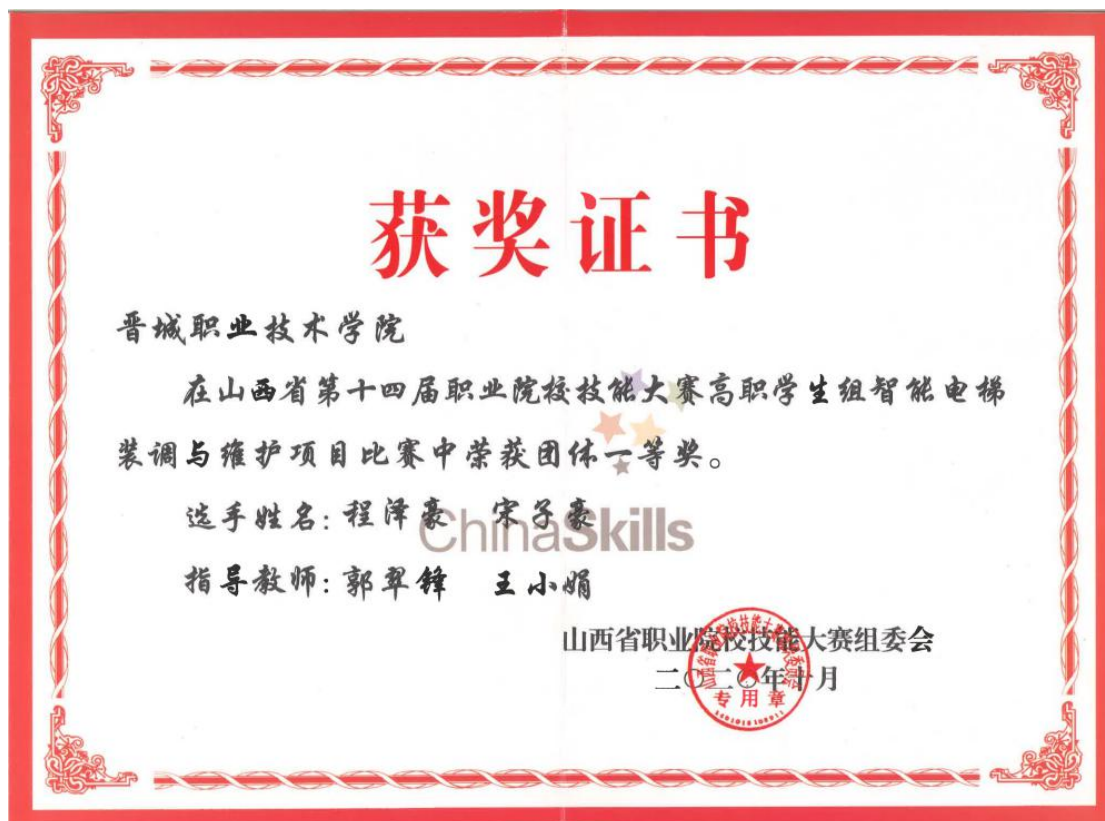 获奖证书
晋城职业技术学院
在山西省第十四届职业院校技能大赛高职学生组智能电梯
装调与维护项目比赛中荣获团体一等奖。
选手姓名：程泽豪 宋子豪
ChinaSkills
指导教师：郭翠锋 王小娟
山西省职业院校技能大赛组委会
二〇二〇年十月
专用章